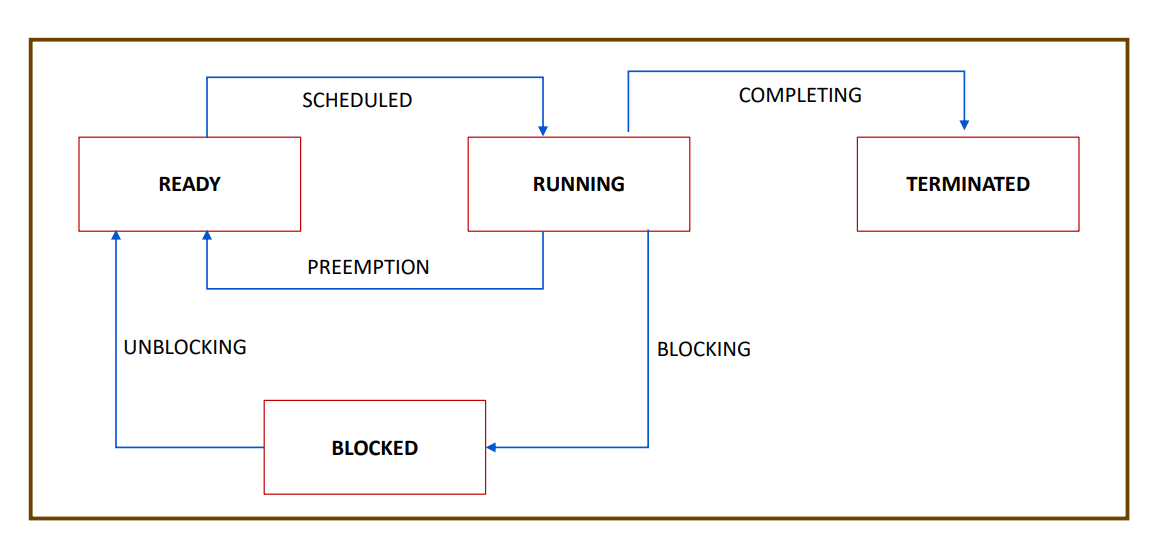 SCHEDULED
COMPLETING
READY
RUNNING
TERMINATED
PREEMPTION
UNBLOCKING
BLOCKING
BLOCKED